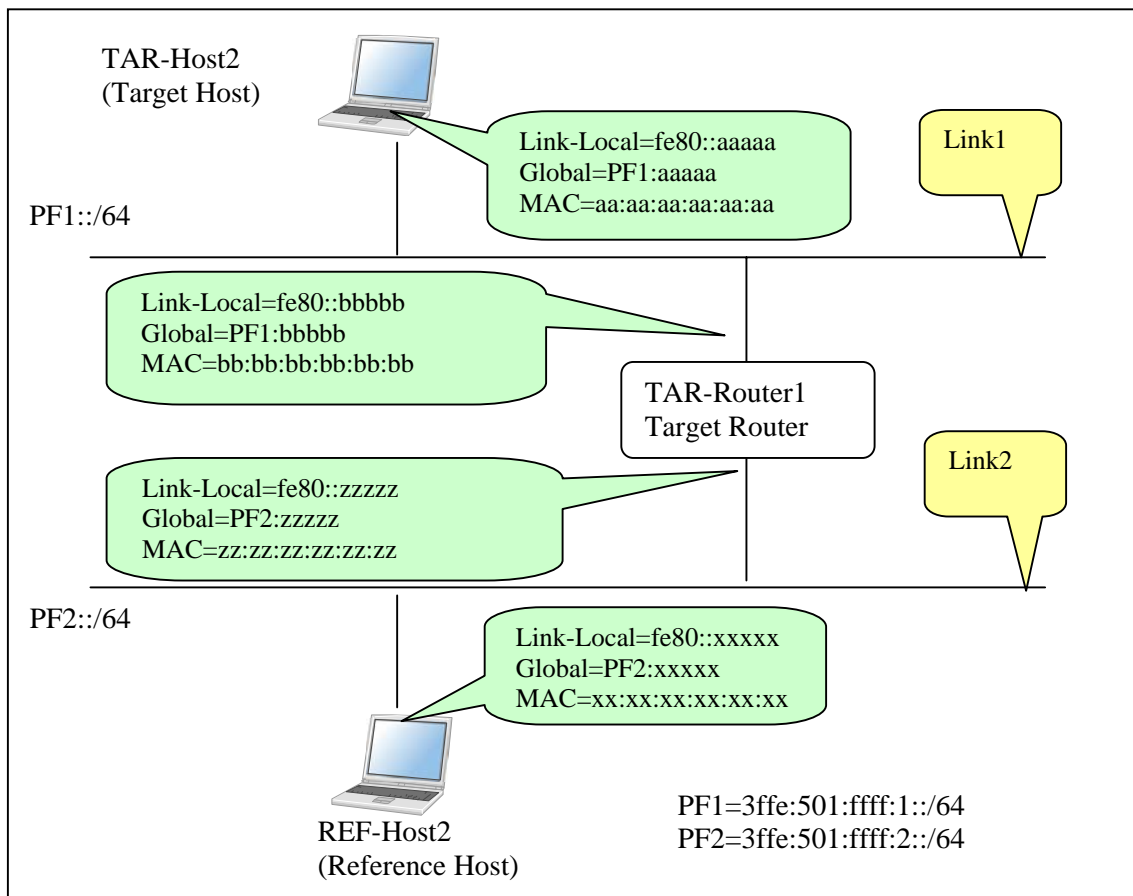 TAR-Host2
(Target Host)
Link-Local=fe80::aaaaa
Global=PF1:aaaaa
MAC=aa:aa:aa:aa:aa:aa
Link1
PF1::/64
Link-Local=fe80::bbbbb
Global=PF1:bbbbb
MAC=bb:bb:bb:bb:bb:bb
TAR-Router1
Target Router
Link2
Link-Local=fe80::zzzzz
Global=PF2:zzzzz
MAC=zz:zz:zz:zz:zz:zz
PF2::/64
Link-Local=fe80::xxxxx
Global=PF2:xxxxx
MAC=xx:xx:xx:xx:xx:xx
REF-Host2
(Reference Host)
PF1=3ffe:501:ffff:1::/64
PF2=3ffe:501:ffff:2::/64